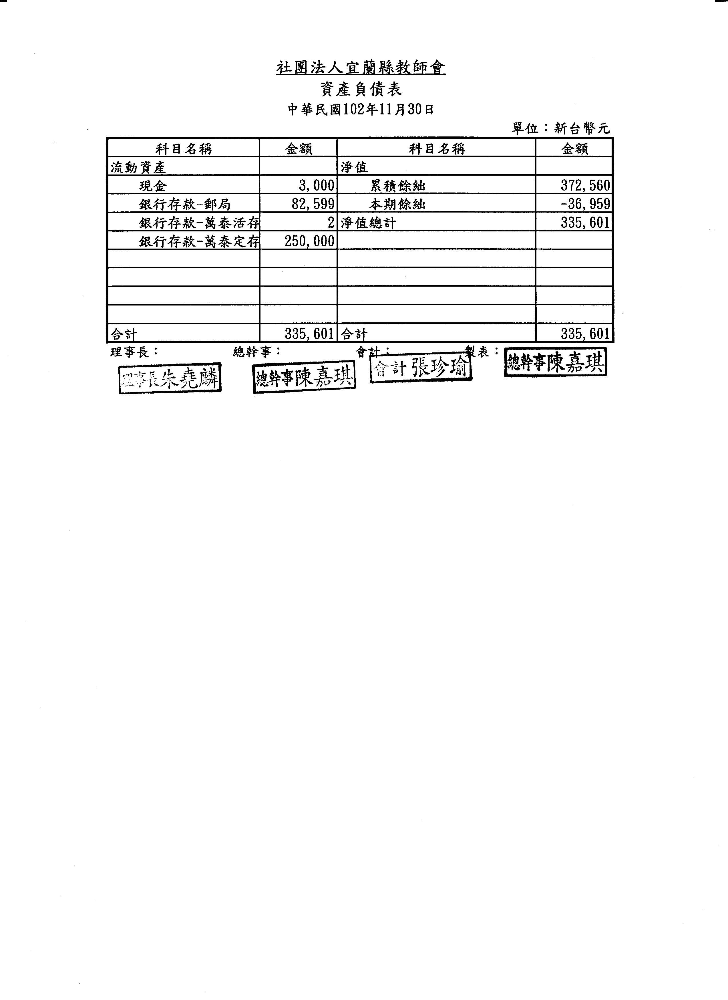 社團法人宜蘭縣教師會
資產負債表
中華民國102年11月30日
單位：新台幣元
科目名稱 金額 科目名稱 金額
流動資產 淨值
現金 3,000 累積餘絀 372,560
銀行存款-郵局 82,599 本期餘絀 -36,959
銀行存款-萬泰活存 2 淨值總計 335,601
銀行存款-萬泰定存 250,000
合計 335,601 合計 335,601
理事長： 總幹事： 會計： 製表：
理事長朱堯麟 總幹事陳嘉琪 會計張珍瑜 總幹事陳嘉琪